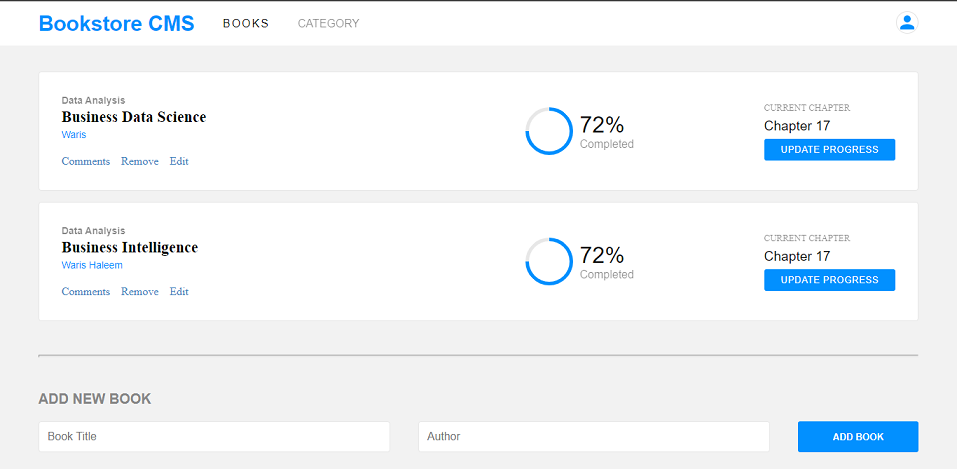 Bookstore CMS BOOKS CATEGORY
Data Analysis
Business Data Science
Waris
Comments Remove Edit
72%
Completed
CURRENT CHAPTER
Chapter 17
UPDATE PROGRESS
Data Analysis
Business Intelligence
Waris Haleem
Comments Remove Edit
72%
Completed
CURRENT CHAPTER
Chapter 17
UPDATE PROGRESS
ADD NEW BOOK
Book Title
Author
ADD BOOK